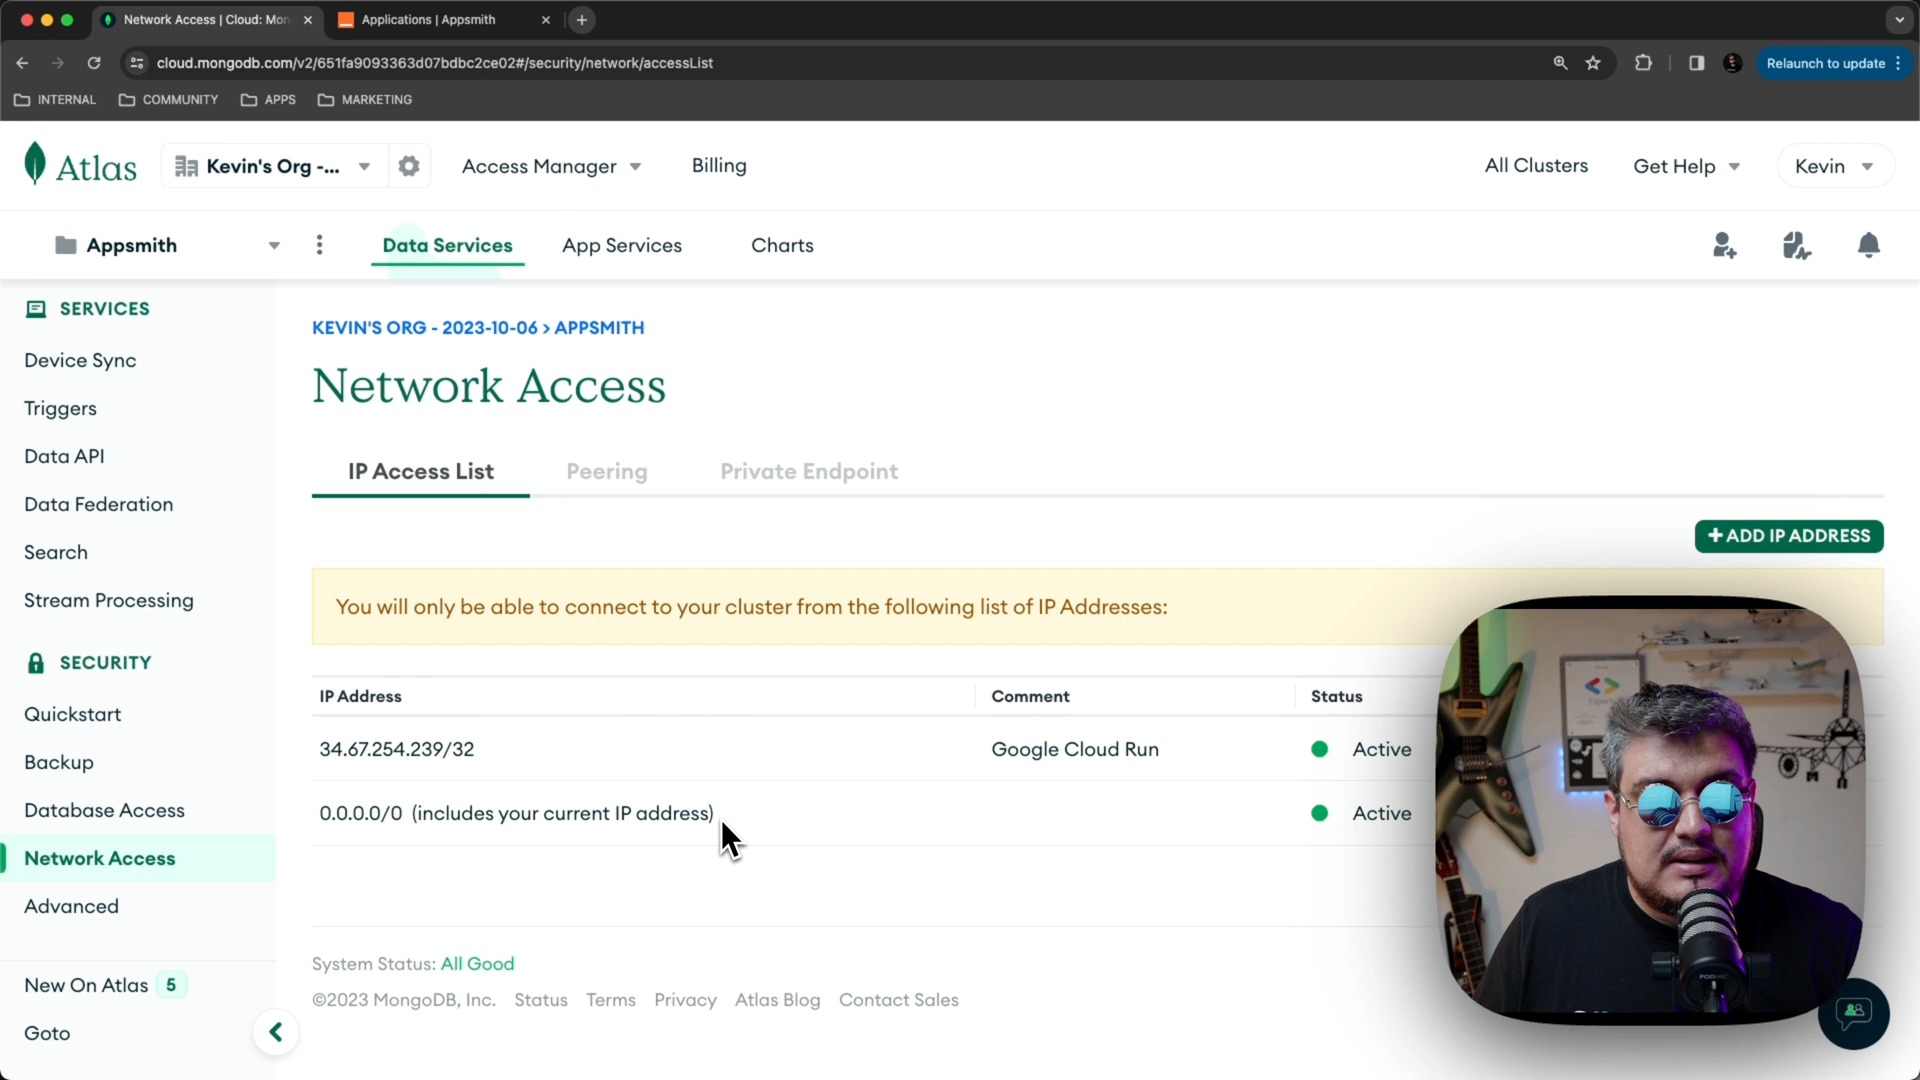 Network Access | Cloud: Mon
Applications | Appsmith
cloud.mongodb.com/v2/651fa9093363d07bdbc2ce02#/security/network/accessList
Relaunch to update
INTERNAL
COMMUNITY
APPS
MARKETING
Atlas
Kevin's Org -...
Access Manager
Billing
All Clusters
Get Help
Kevin
Appsmith
Data Services
App Services
Charts
SERVICES
Device Sync
Triggers
Data API
Data Federation
Search
Stream Processing
SECURITY
Quickstart
Backup
Database Access
Network Access
Advanced
New On Atlas 5
Goto
KEVIN'S ORG - 2023-10-06 > APPSMITH
Network Access
IP Access List
Peering
Private Endpoint
+ ADD IP ADDRESS
You will only be able to connect to your cluster from the following list of IP Addresses:
IP Address Comment Status
34.67.254.239/32 Google Cloud Run Active
0.0.0.0/0 (includes your current IP address) Active
System Status: All Good
©2023 MongoDB, Inc. Status Terms Privacy Atlas Blog Contact Sales
PODMIC